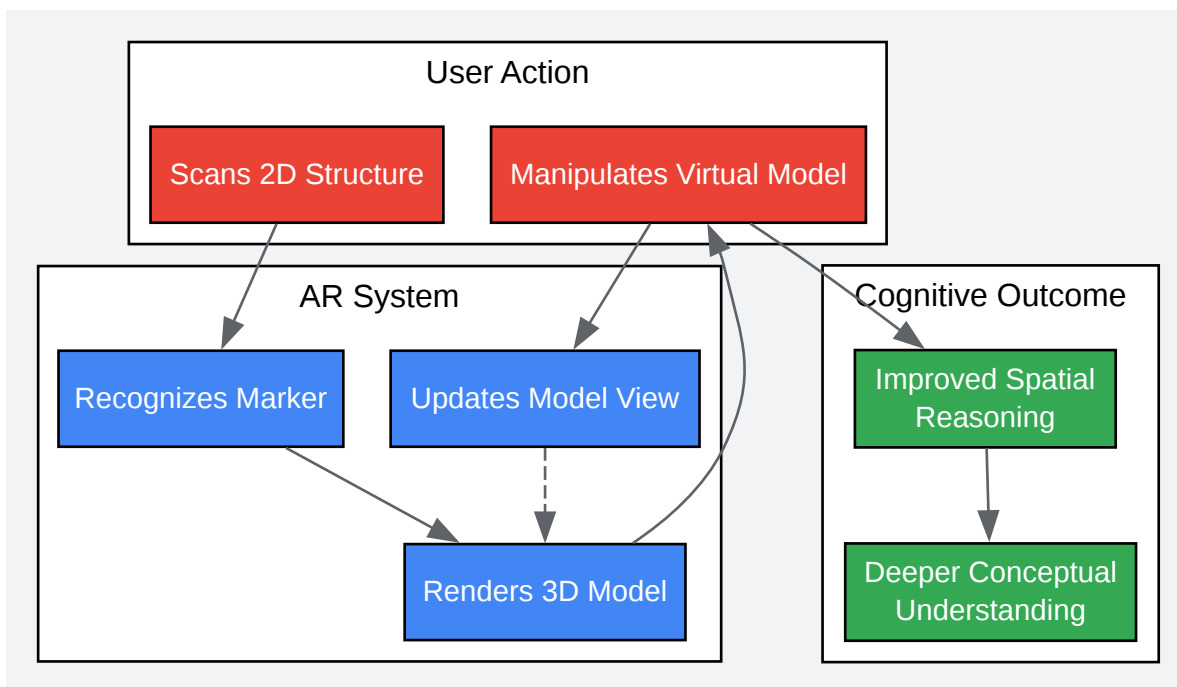 User Action
Scans 2D Structure
Manipulates Virtual Model
AR System
Recognizes Marker
Updates Model View
Renders 3D Model
Cognitive Outcome
Improved Spatial
Reasoning
Deeper Conceptual
Understanding